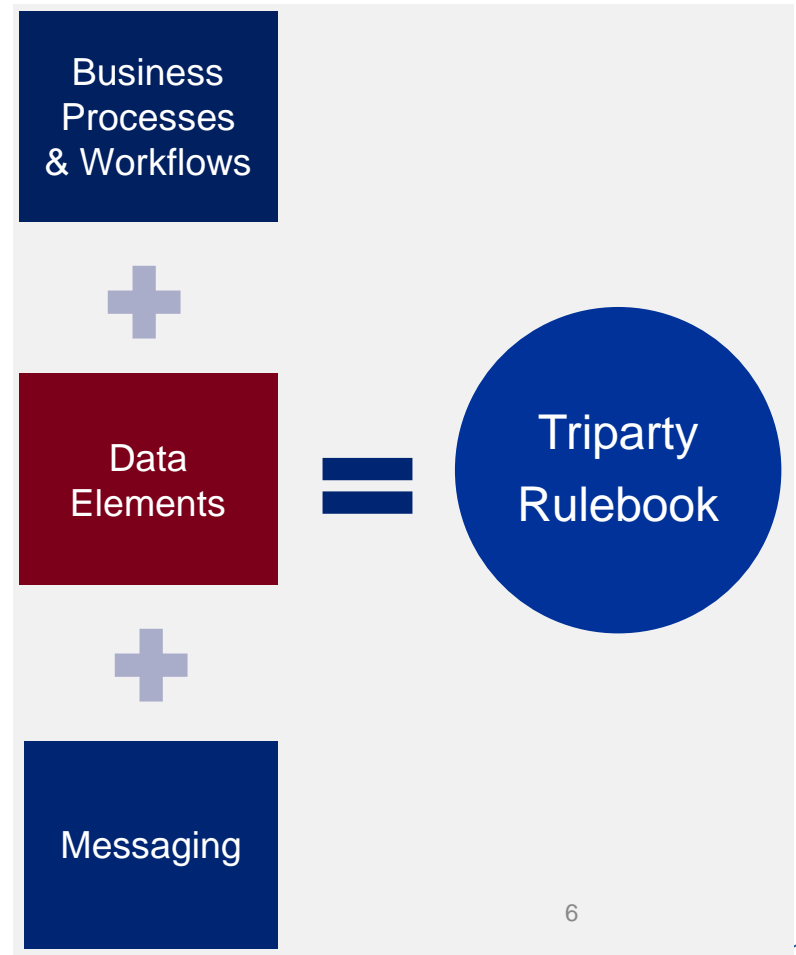 Business
Processes
& Workflows
Data
Elements
Messaging
Triparty
Rulebook
6